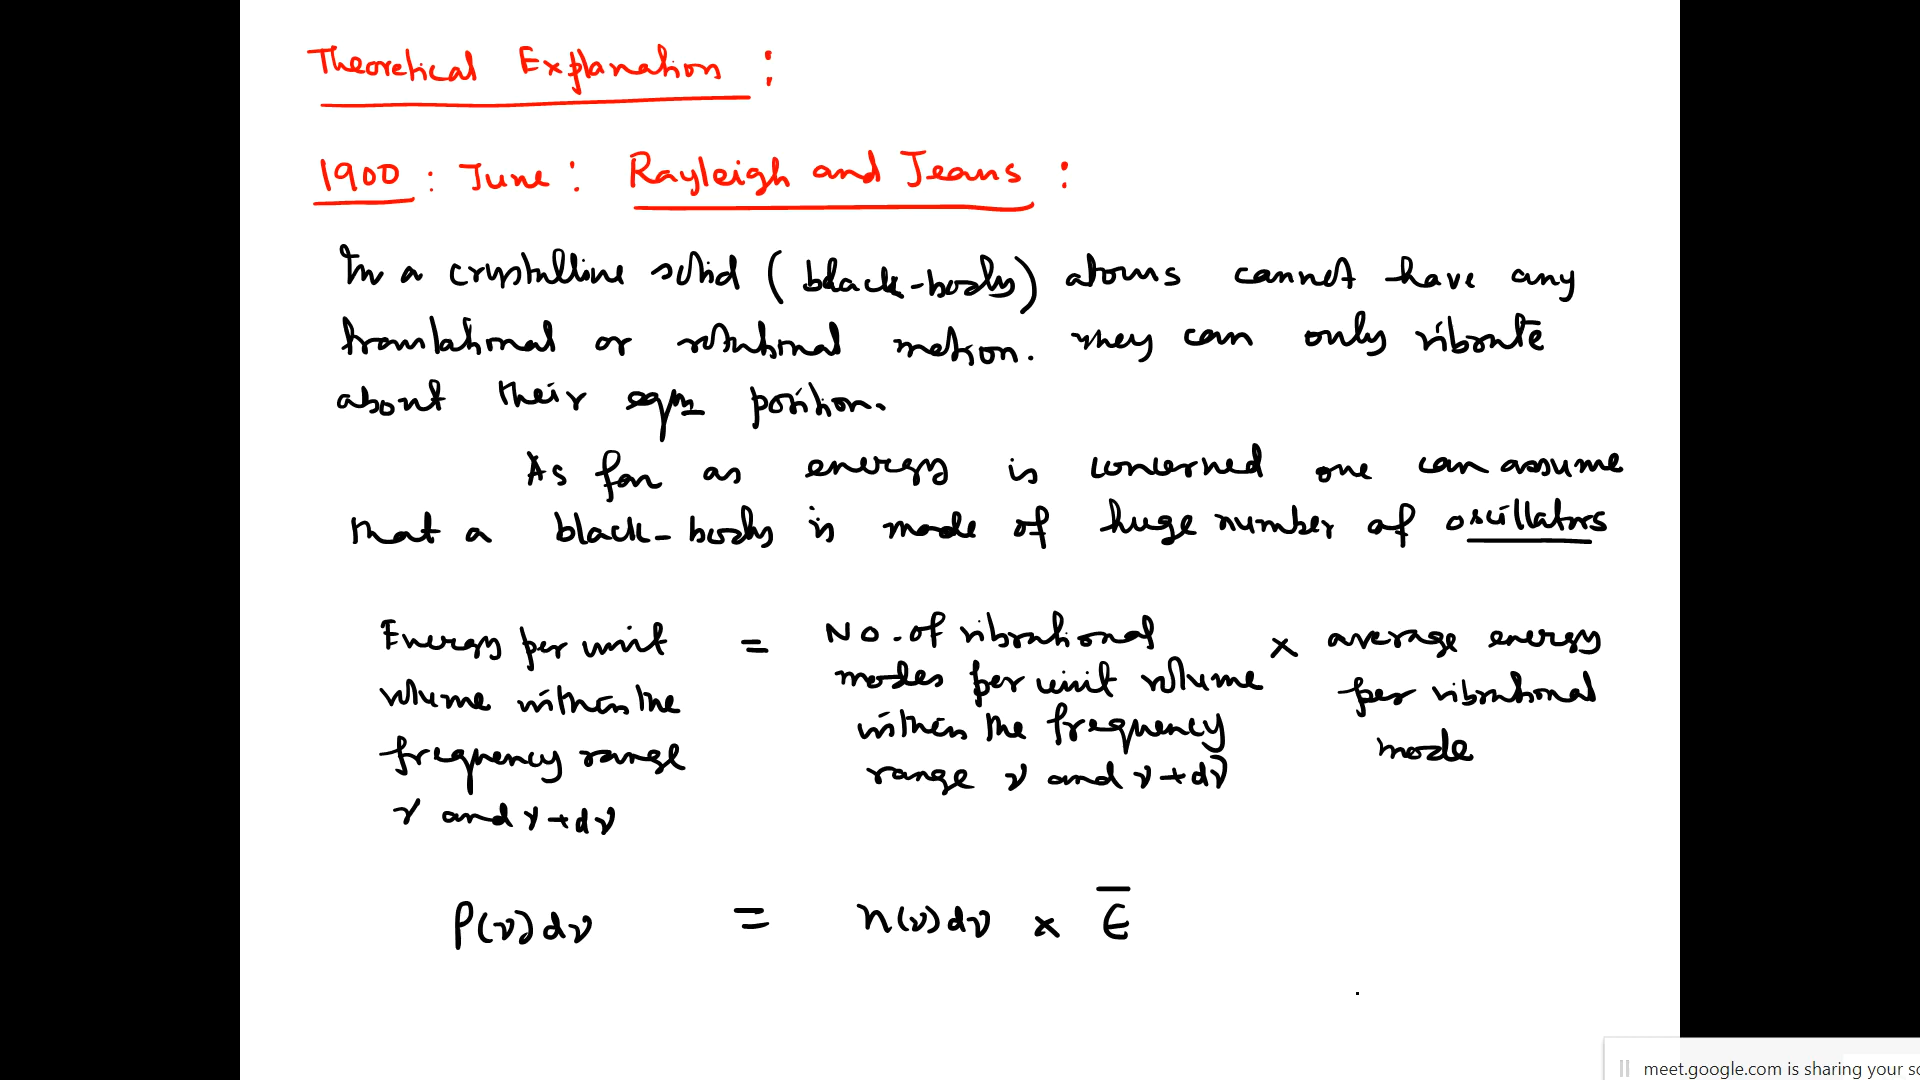 Theoretical Explanation :
1900 : June : Rayleigh and Jeans :
In a crystalline solid (black-body) atoms cannot have any
translational or rotational motion. They can only vibrate
about their eqm position.
As far as energy is concerned one can assume
that a black-body is made of huge number of oscillators
Energy per unit
volume within the
frequency range
ν and ν+dν
=
No. of vibrational
modes per unit volume
within the frequency
range ν and ν+dν
×
average energy
per vibrational
mode
ρ(ν)dν = n(ν)dν × ε̅
meet.google.com is sharing your sc